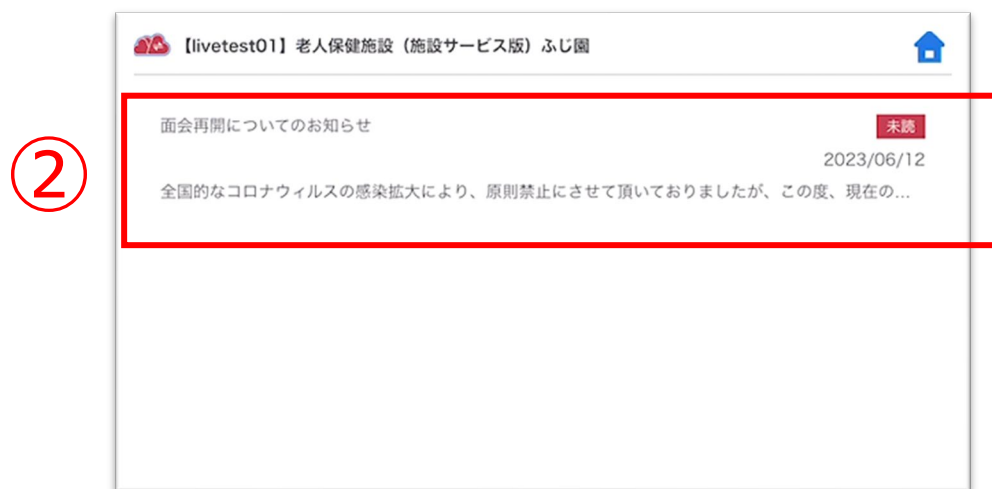 【livetest01】老人保健施設（施設サービス版）ふじ園
②
面会再開についてのお知らせ
未読
2023/06/12
全国的なコロナウィルスの感染拡大により、原則禁止にさせて頂いておりましたが、この度、現在の...